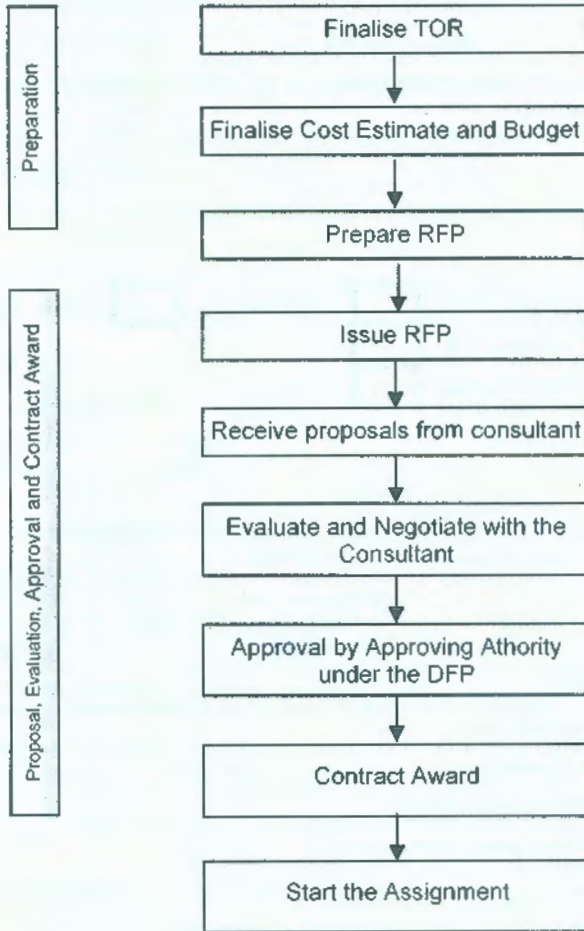 Preparation
Finalise TOR
Finalise Cost Estimate and Budget
Prepare RFP
Proposal, Evaluation, Approval and Contract Award
Issue RFP
Receive proposals from consultant
Evaluate and Negotiate with the
Consultant
Approval by Approving Athority
under the DFP
Contract Award
Start the Assignment